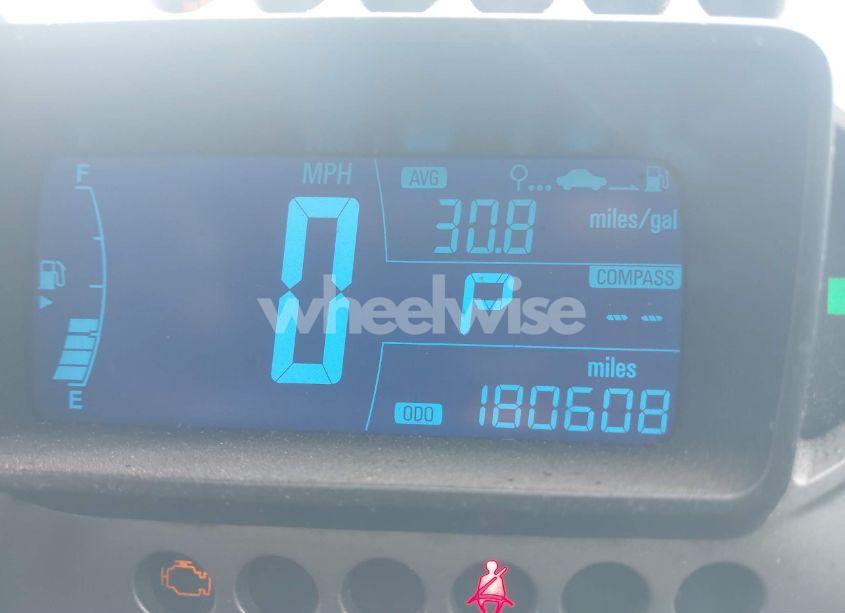 F
MPH
AVG
30.8
miles/gal
0
P
COMPASS
-- --
wheelwise
E
miles
ODO
180608